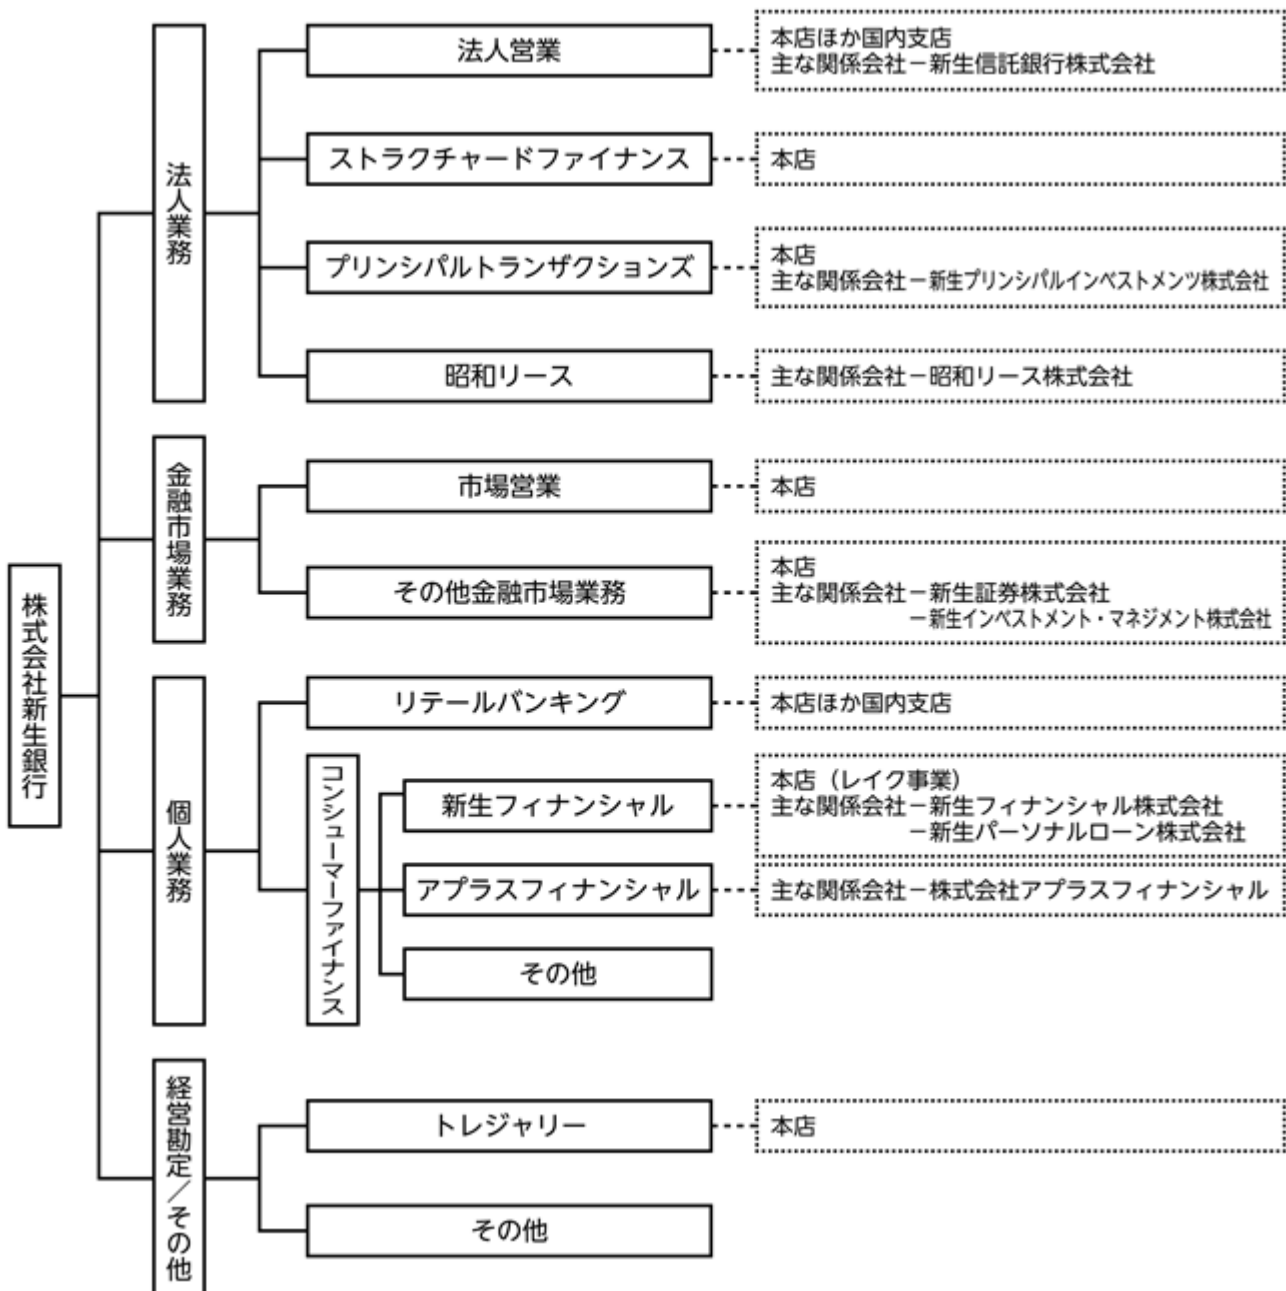 株式会社新生銀行
法人業務
法人営業
本店ほか国内支店
主な関係会社－新生信託銀行株式会社
ストラクチャードファイナンス
本店
プリンシパルトランザクションズ
本店
主な関係会社－新生プリンシパルインベストメンツ株式会社
昭和リース
主な関係会社－昭和リース株式会社
金融市場業務
市場営業
本店
その他金融市場業務
本店
主な関係会社－新生証券株式会社
－新生インベストメント・マネジメント株式会社
個人業務
リテールバンキング
本店ほか国内支店
コンシューマーファイナンス
新生フィナンシャル
本店（レイク事業）
主な関係会社－新生フィナンシャル株式会社
－新生パーソナルローン株式会社
アプラスフィナンシャル
主な関係会社－株式会社アプラスフィナンシャル
その他
経営勘定／その他
トレジャリー
本店
その他